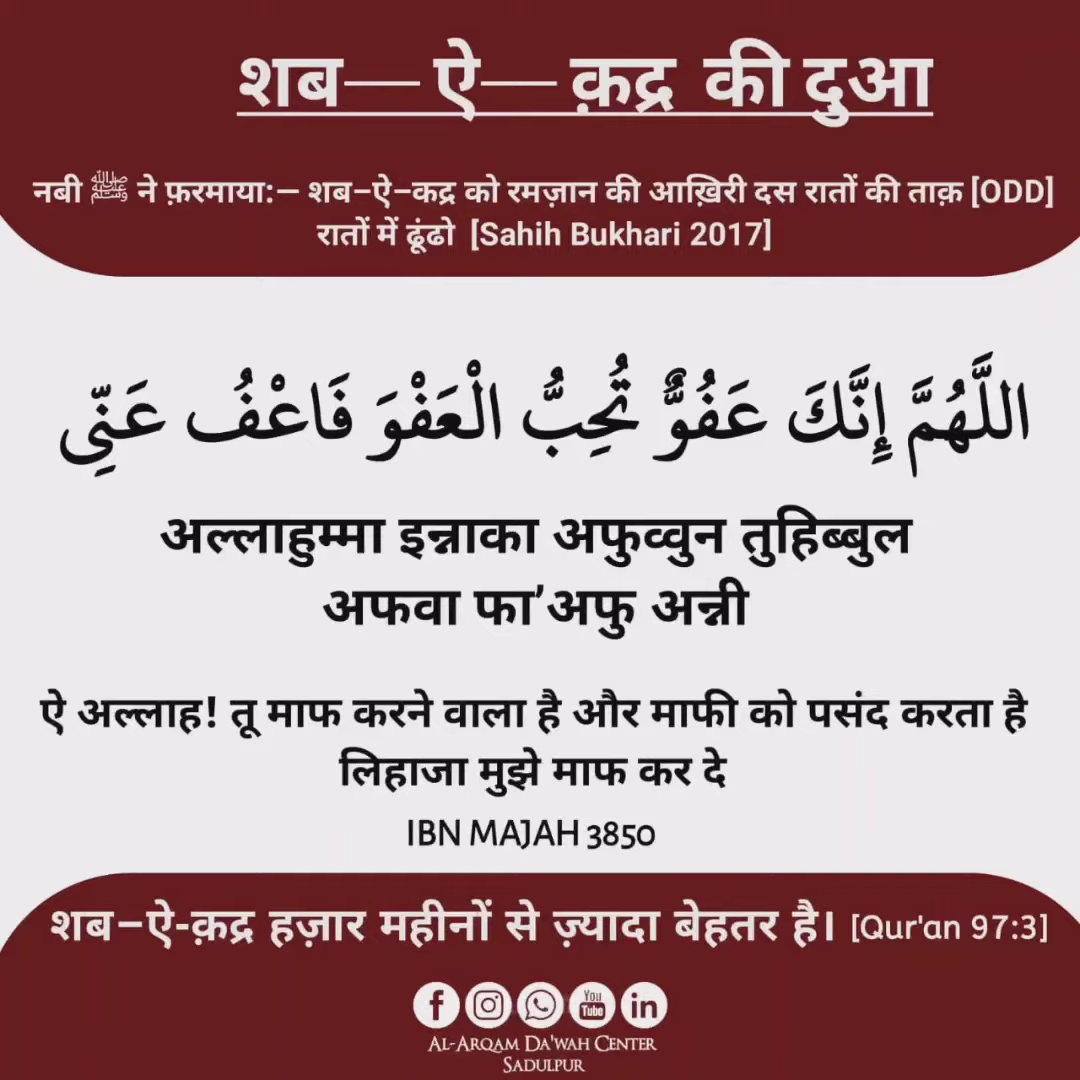 शब— ऐ— क़द्र की दुआ
नबी ﷺ ने फ़रमाया:— शब–ऐ–कद्र को रमज़ान की आख़िरी दस रातों की ताक़ [ODD]
रातों में ढूंढो [Sahih Bukhari 2017]
اللَّهُمَّ إِنَّكَ عَفُوٌّ تُحِبُّ الْعَفْوَ فَاعْفُ عَنِّي
अल्लाहुम्मा इन्नाका अफुव्वुन तुहिब्बुल
अफवा फा’अफु अन्नी
ऐ अल्लाह! तू माफ करने वाला है और माफी को पसंद करता है
लिहाजा मुझे माफ कर दे
IBN MAJAH 3850
शब–ऐ-क़द्र हज़ार महीनों से ज़्यादा बेहतर है। [Qur'an 97:3]
You Tube
AL-ARQAM DA'WAH CENTER
SADULPUR